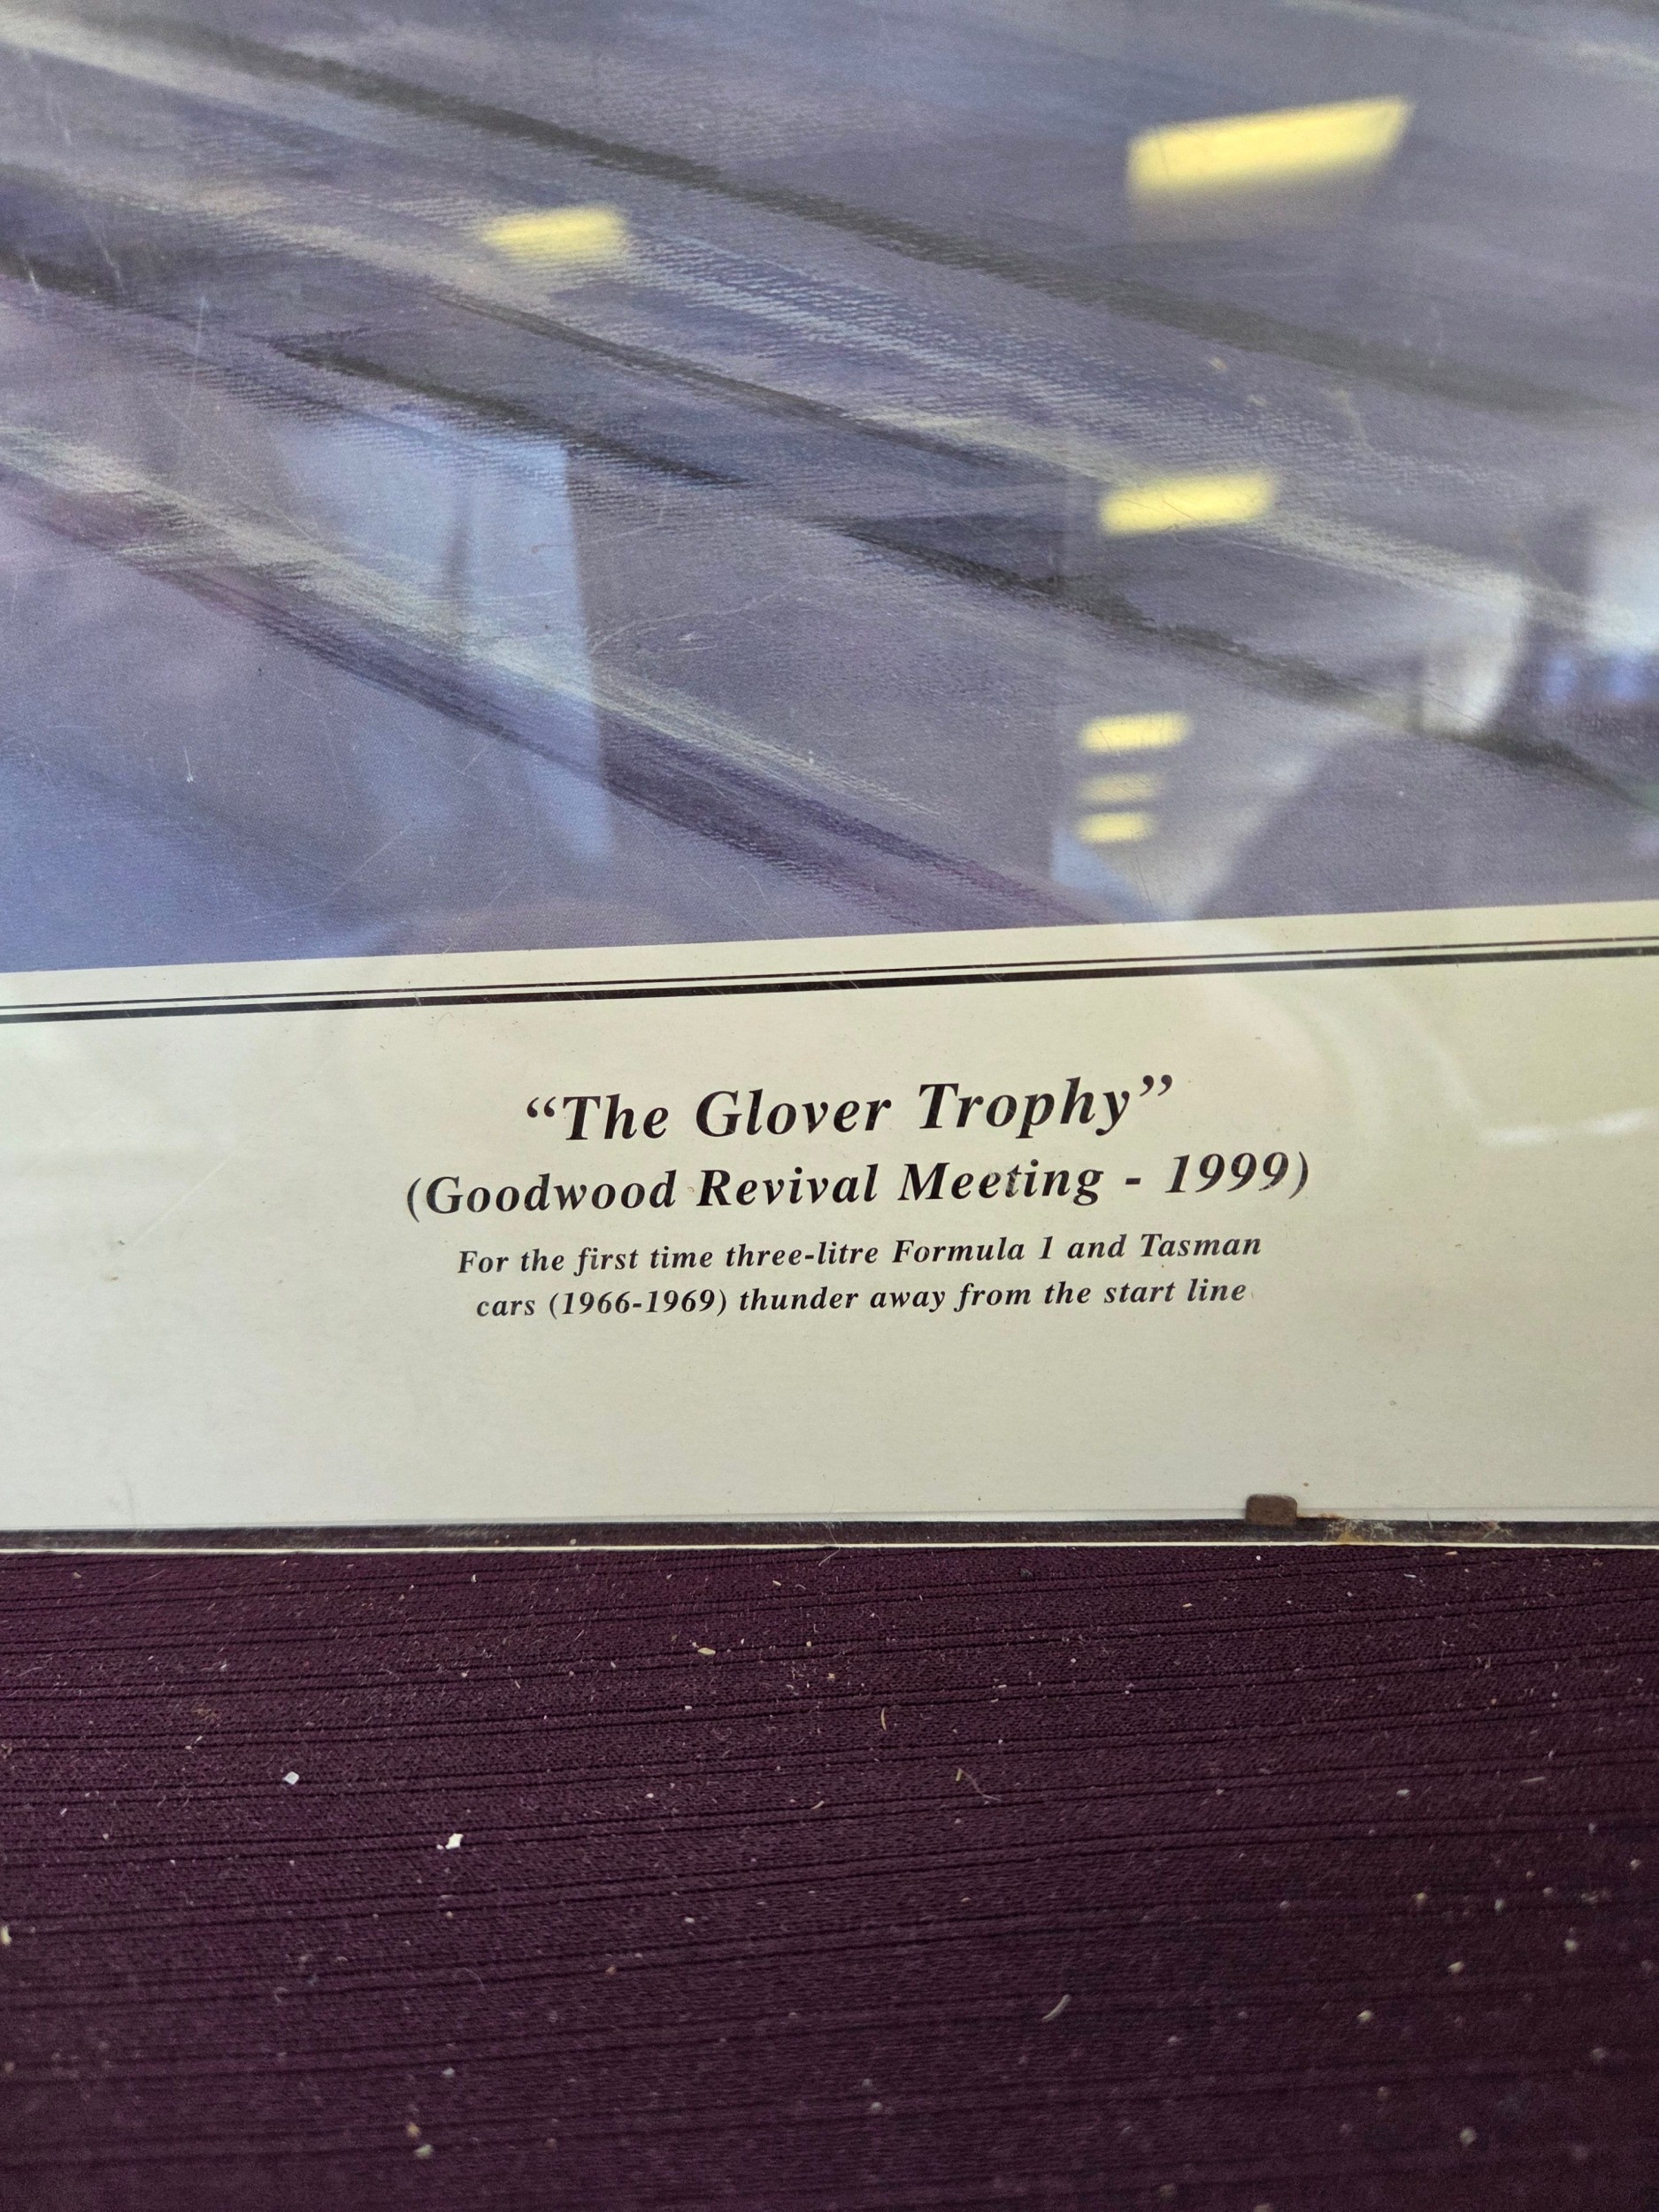 “The Glover Trophy”
(Goodwood Revival Meeting - 1999)
For the first time three-litre Formula 1 and Tasman
cars (1966-1969) thunder away from the start line